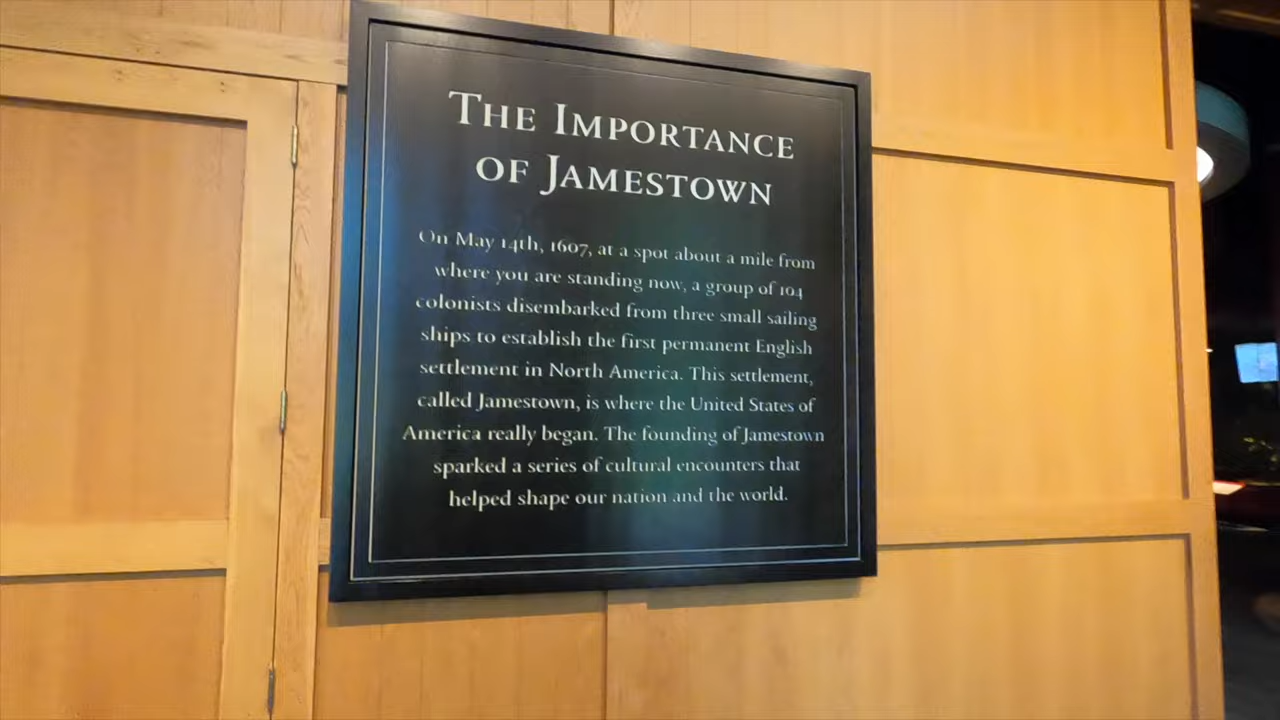 The Importance
of Jamestown
On May 14th, 1607, at a spot about a mile from
where you are standing now, a group of 104
colonists disembarked from three small sailing
ships to establish the first permanent English
settlement in North America. This settlement,
called Jamestown, is where the United States of
America really began. The founding of Jamestown
sparked a series of cultural encounters that
helped shape our nation and the world.